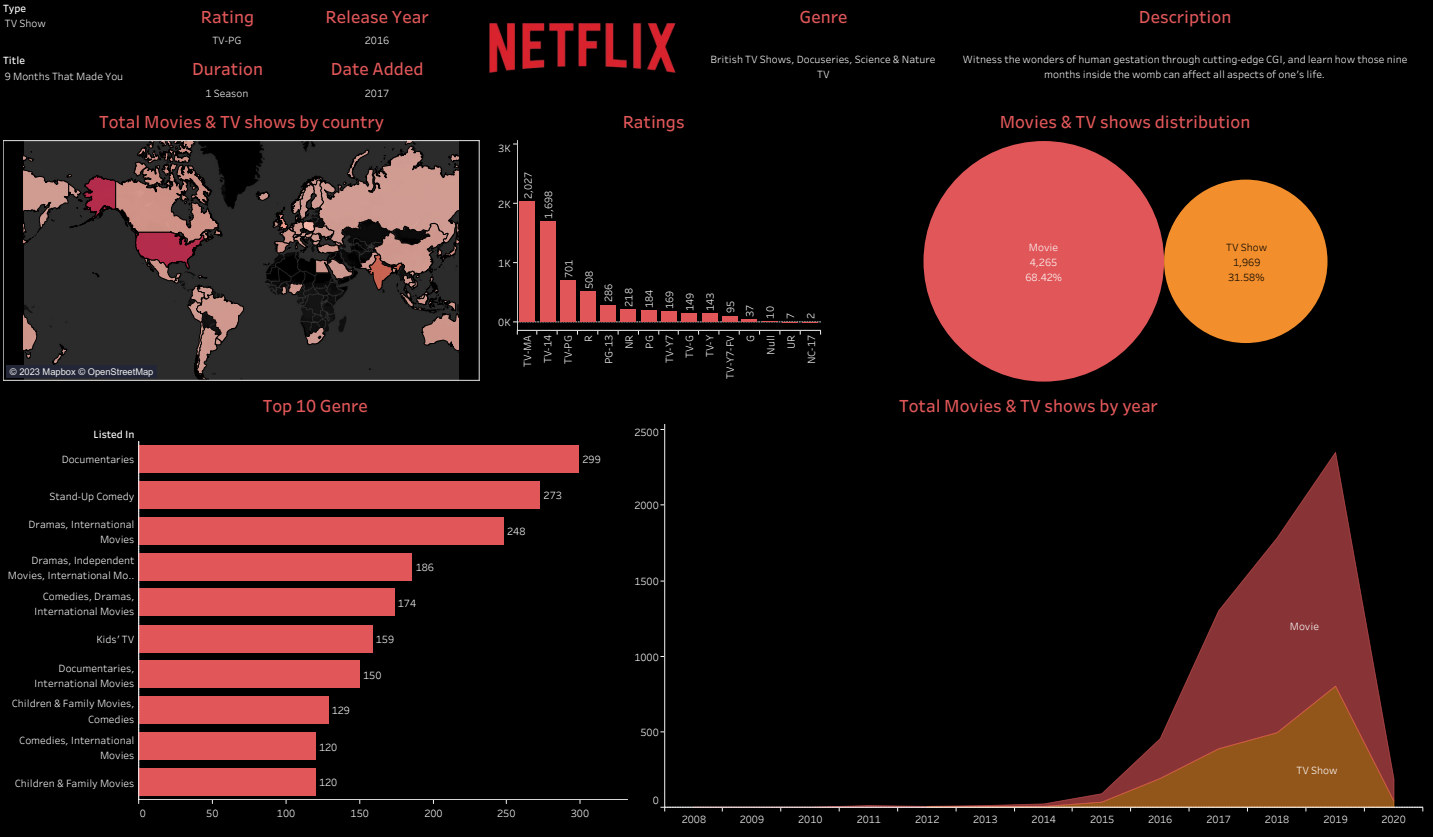 Type
TV Show
Title
9 Months That Made You
Rating
TV-PG
Duration
1 Season
Release Year
2016
Date Added
2017
NETFLIX
Genre
British TV Shows, Docuseries, Science & Nature
TV
Description
Witness the wonders of human gestation through cutting-edge CGI, and learn how those nine
months inside the womb can affect all aspects of one's life.
Total Movies & TV shows by country
© 2023 Mapbox © OpenStreetMap
Ratings
3K
2K
1K
0K
2,027
1,698
701
508
286
218
184
169
149
143
95
37
10
7
2
TV-MA
TV-14
TV-PG
R
PG-13
NR
PG
TV-Y7
TV-G
TV-Y
TV-Y7-FV
G
Null
UR
NC-17
Movies & TV shows distribution
Movie
4,265
68.42%
TV Show
1,969
31.58%
Top 10 Genre
Listed In
Documentaries
299
Stand-Up Comedy
273
Dramas, International
Movies
248
Dramas, Independent
Movies, International Mo..
186
Comedies, Dramas,
International Movies
174
Kids' TV
159
Documentaries,
International Movies
150
Children & Family Movies,
Comedies
129
Comedies, International
Movies
120
Children & Family Movies
120
0
50
100
150
200
250
300
Total Movies & TV shows by year
2500
2000
1500
1000
500
0
Movie
TV Show
2008
2009
2010
2011
2012
2013
2014
2015
2016
2017
2018
2019
2020